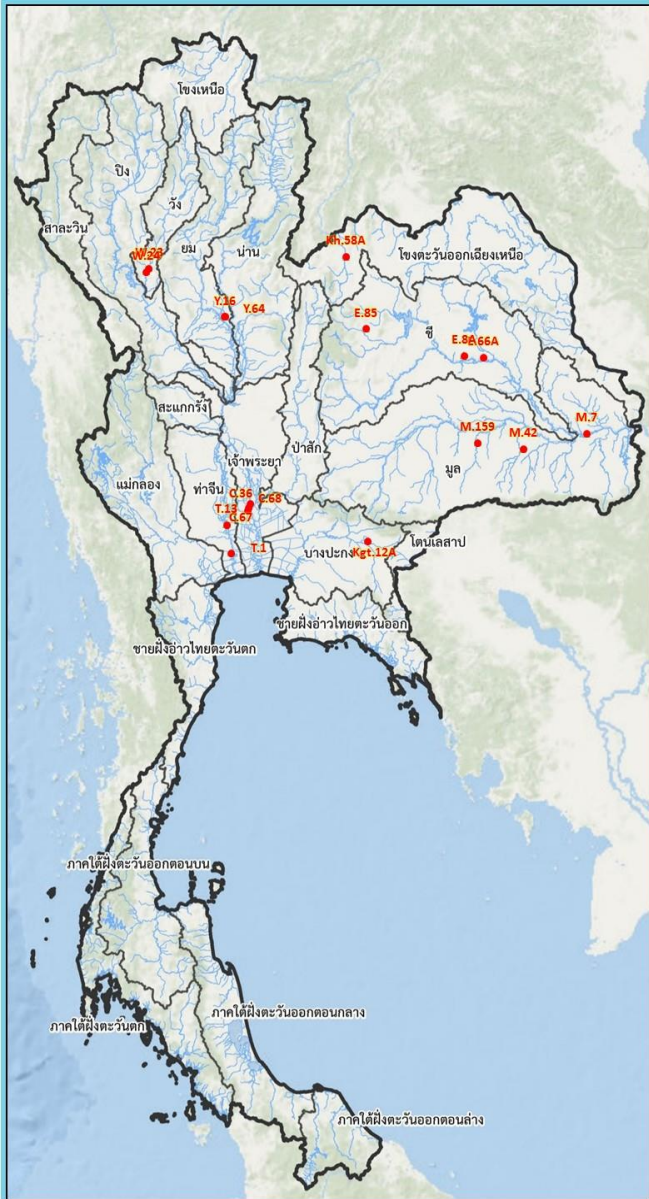 โขงเหนือ
ปิง
วัง
สาละวิน
ยม
น่าน
W.24
Kh.58A
โขงตะวันออกเฉียงเหนือ
Y.16
Y.64
E.85
ชี
E.8A
E.66A
สะแกกรัง
ป่าสัก
M.159
M.42
M.7
มูล
แม่กลอง
ท่าจีน
เจ้าพระยา
C.36
C.68
T.13
C.67
T.1
บางปะกง
Kgt.12A
โตนเลสาป
ชายฝั่งอ่าวไทยตะวันออก
ชายฝั่งอ่าวไทยตะวันตก
ภาคใต้ฝั่งตะวันออกตอนบน
ภาคใต้ฝั่งตะวันตก
ภาคใต้ฝั่งตะวันออกตอนกลาง
ภาคใต้ฝั่งตะวันออกตอนล่าง